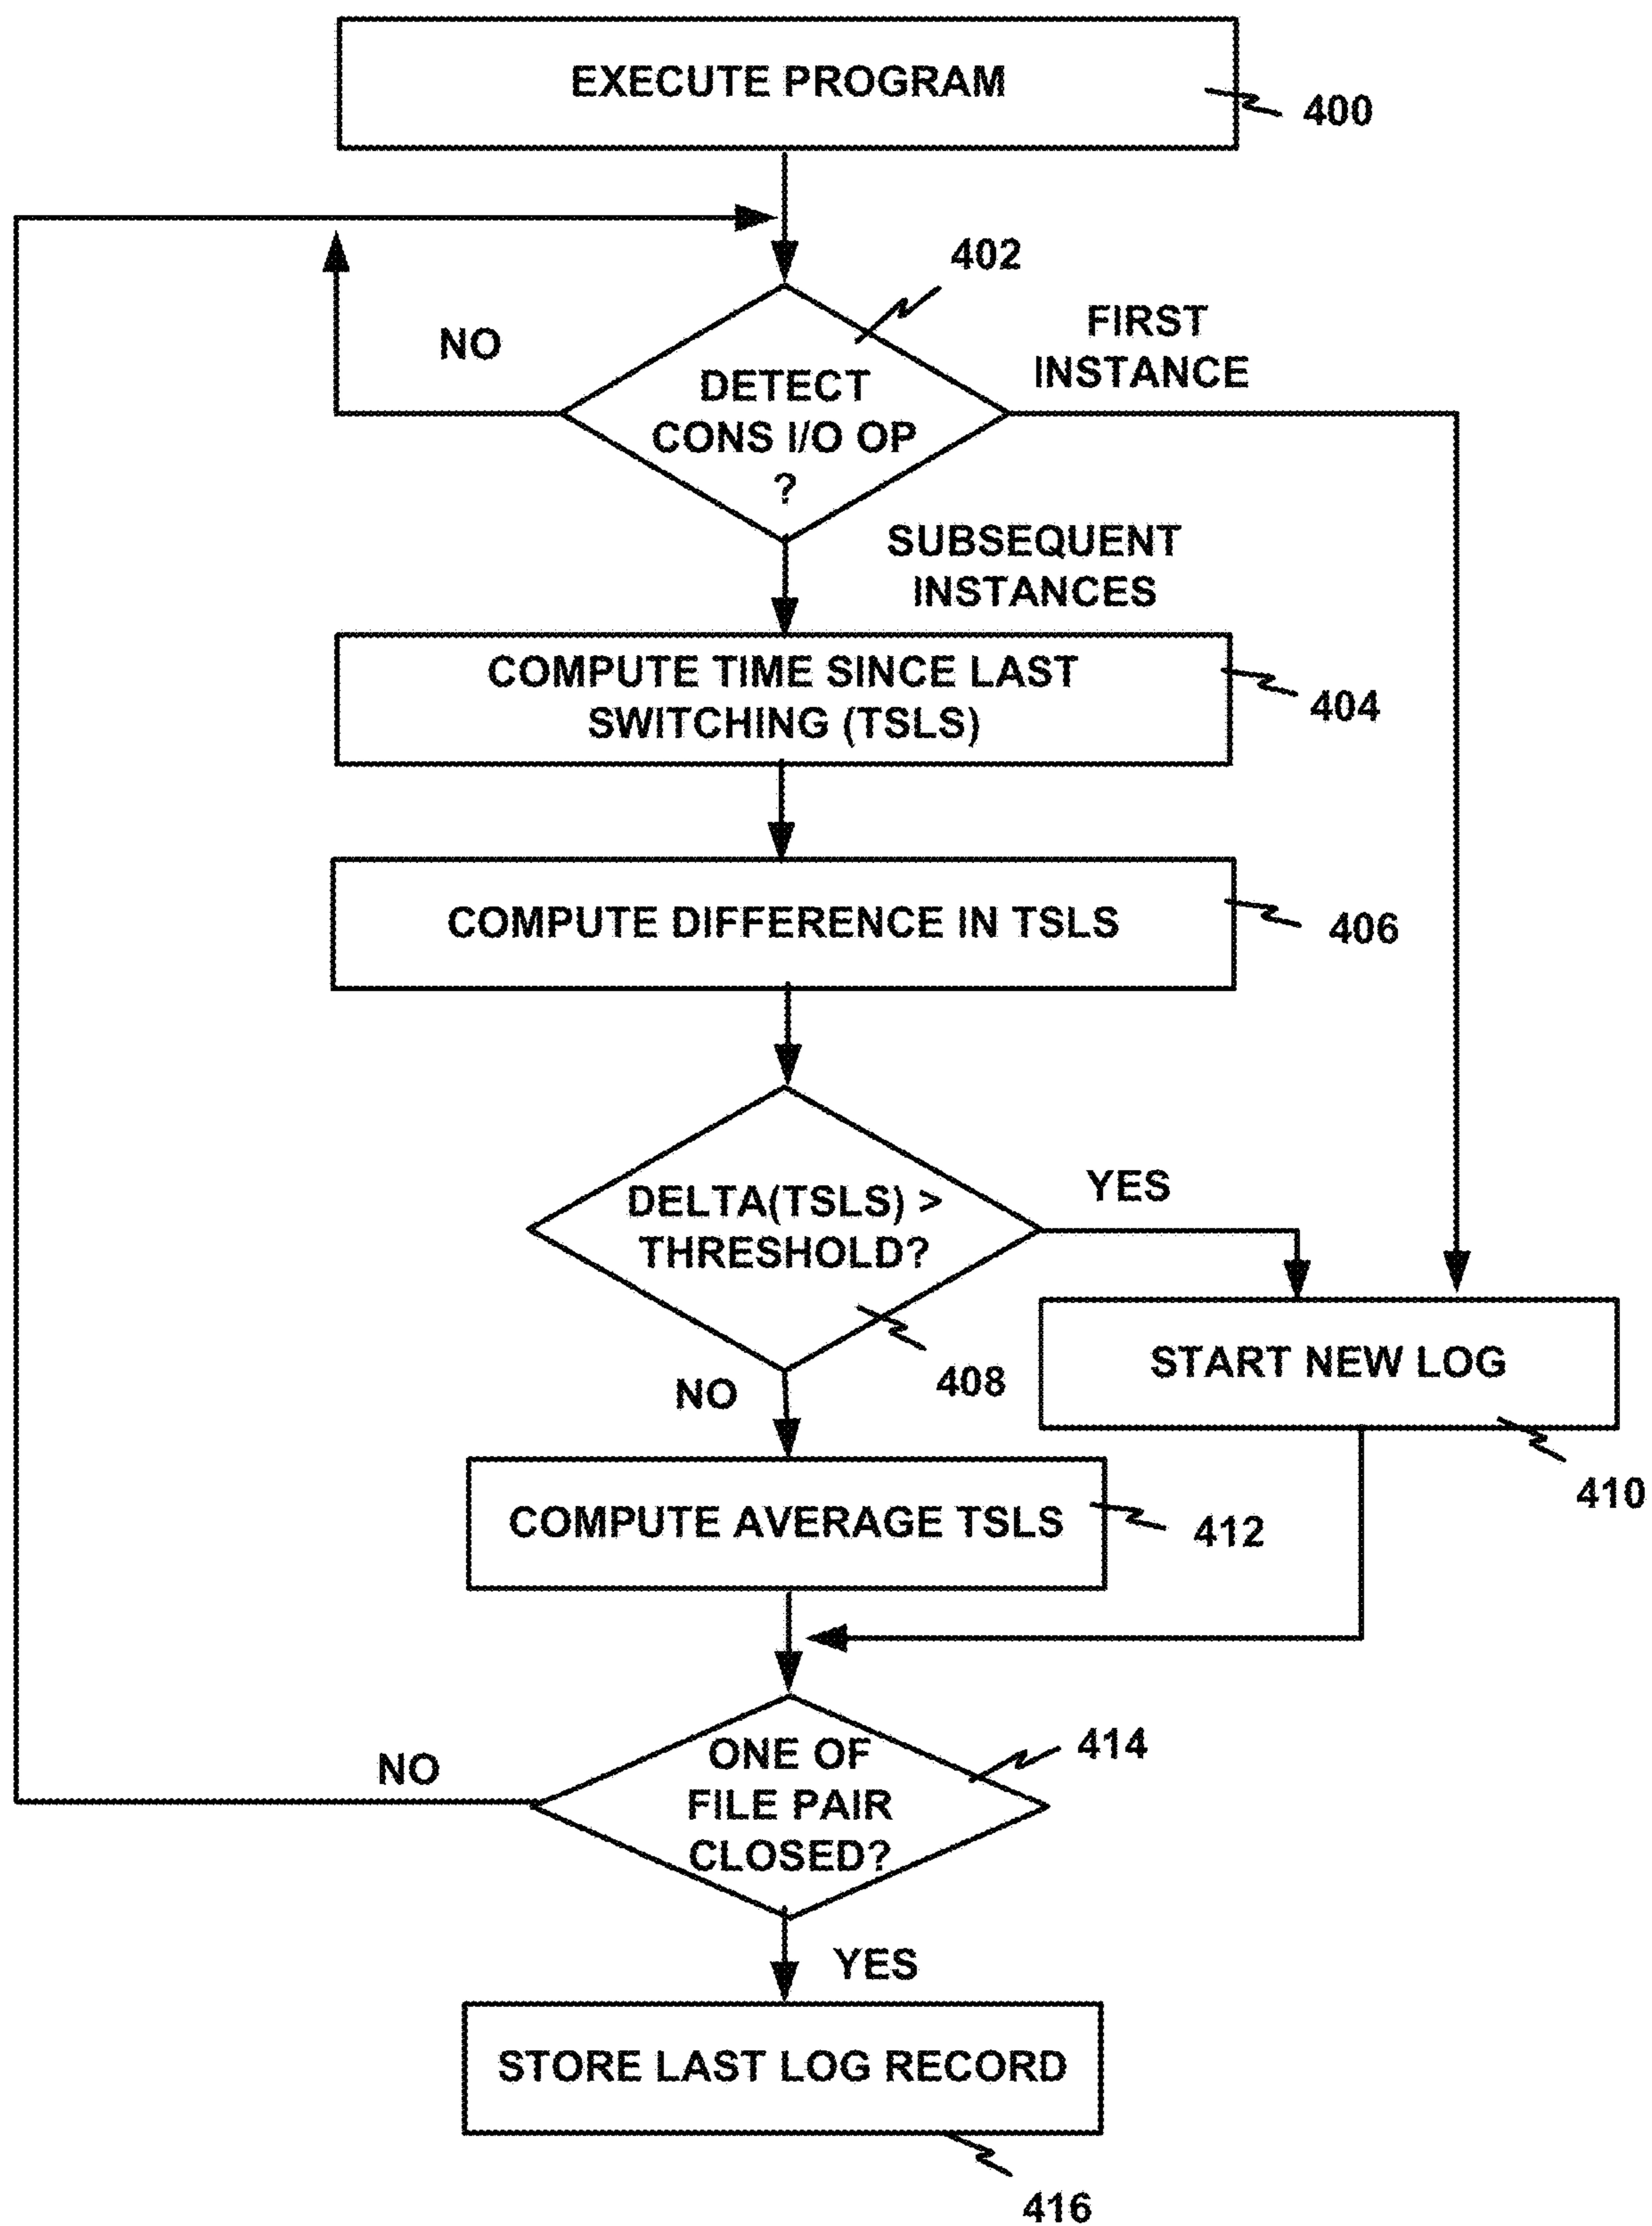 EXECUTE PROGRAM
400
402
NO
FIRST
INSTANCE
DETECT
CONS I/O OP
?
SUBSEQUENT
INSTANCES
COMPUTE TIME SINCE LAST
SWITCHING (TSLS)
404
COMPUTE DIFFERENCE IN TSLS
406
DELTA(TSLS) >
THRESHOLD?
YES
408
NO
START NEW LOG
410
COMPUTE AVERAGE TSLS
412
ONE OF
FILE PAIR
CLOSED?
414
NO
YES
STORE LAST LOG RECORD
416